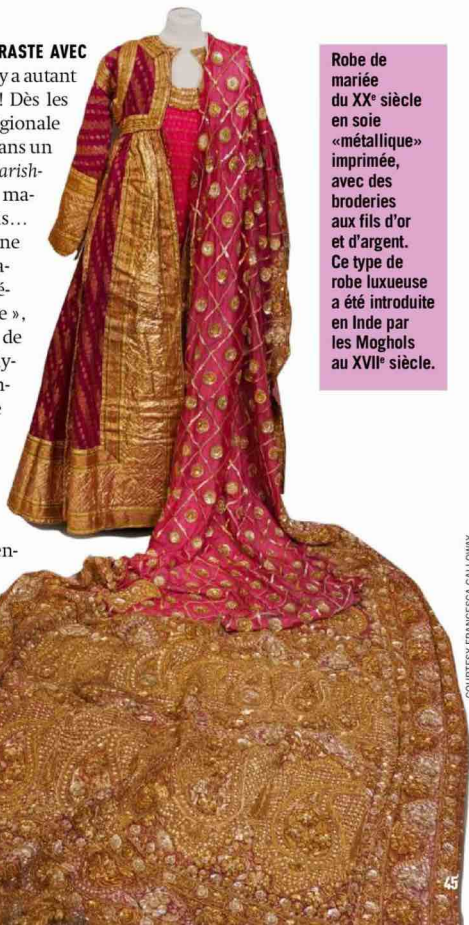 RASTE AVEC
y a autant
! Dès les
gionale
ans un
arish-
ma-
s…
ne
a-
é-
e »,
de
y-
n-
e
en-
Robe de
mariée
du XXᵉ siècle
en soie
«métallique»
imprimée,
avec des
broderies
aux fils d’or
et d’argent.
Ce type de
robe luxueuse
a été introduite
en Inde par
les Moghols
au XVIIᵉ siècle.
COURTESY FRANCESCA GALLOWAY
45